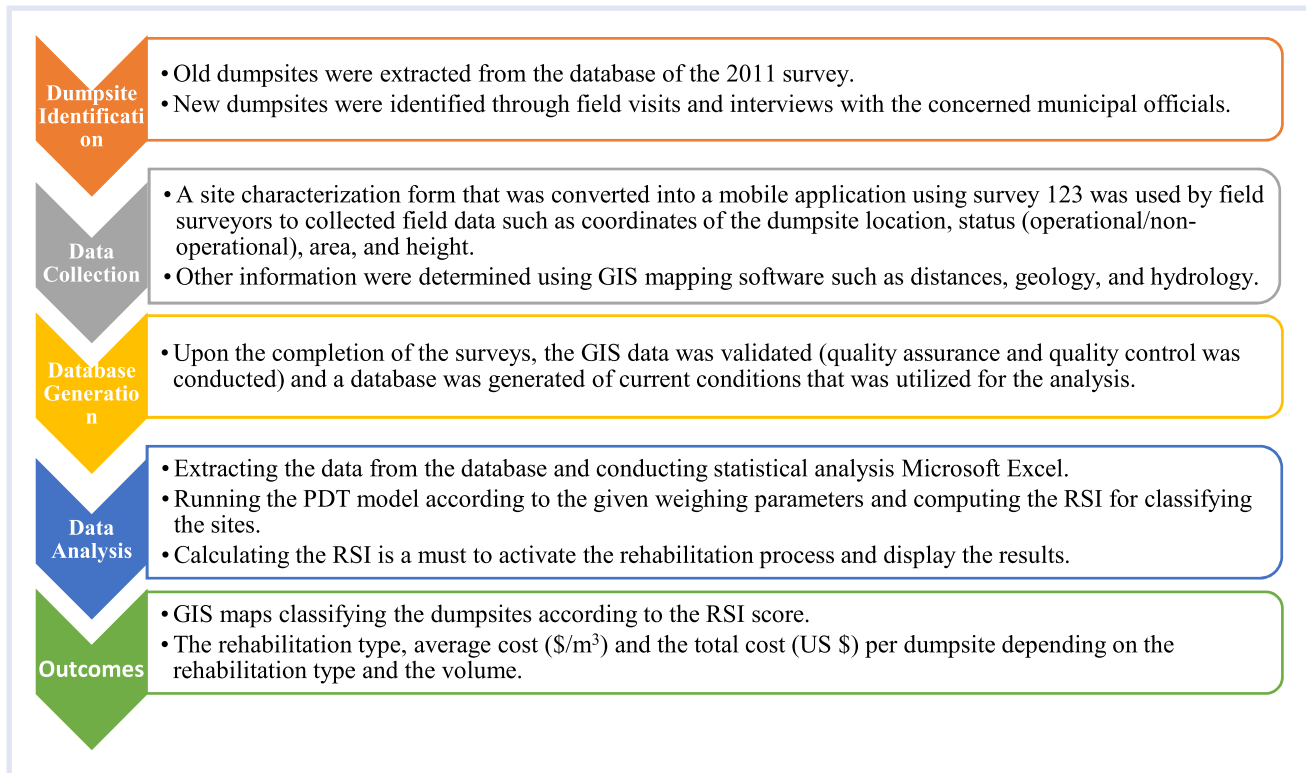 Dumpsite
Identificati
on
• Old dumpsites were extracted from the database of the 2011 survey.
• New dumpsites were identified through field visits and interviews with the concerned municipal officials.
Data
Collection
• A site characterization form that was converted into a mobile application using survey 123 was used by field
surveyors to collected field data such as coordinates of the dumpsite location, status (operational/non-
operational), area, and height.
• Other information were determined using GIS mapping software such as distances, geology, and hydrology.
Database
Generatio
n
• Upon the completion of the surveys, the GIS data was validated (quality assurance and quality control was
conducted) and a database was generated of current conditions that was utilized for the analysis.
Data
Analysis
• Extracting the data from the database and conducting statistical analysis Microsoft Excel.
• Running the PDT model according to the given weighing parameters and computing the RSI for classifying
the sites.
• Calculating the RSI is a must to activate the rehabilitation process and display the results.
Outcomes
• GIS maps classifying the dumpsites according to the RSI score.
• The rehabilitation type, average cost ($/m³) and the total cost (US $) per dumpsite depending on the
rehabilitation type and the volume.